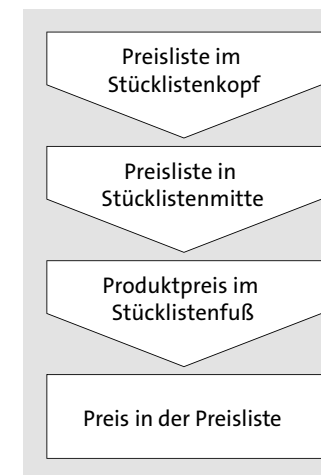 Preisliste im
Stücklistenkopf
Preisliste in
Stücklistenmitte
Produktpreis im
Stücklistenfuß
Preis in der Preisliste